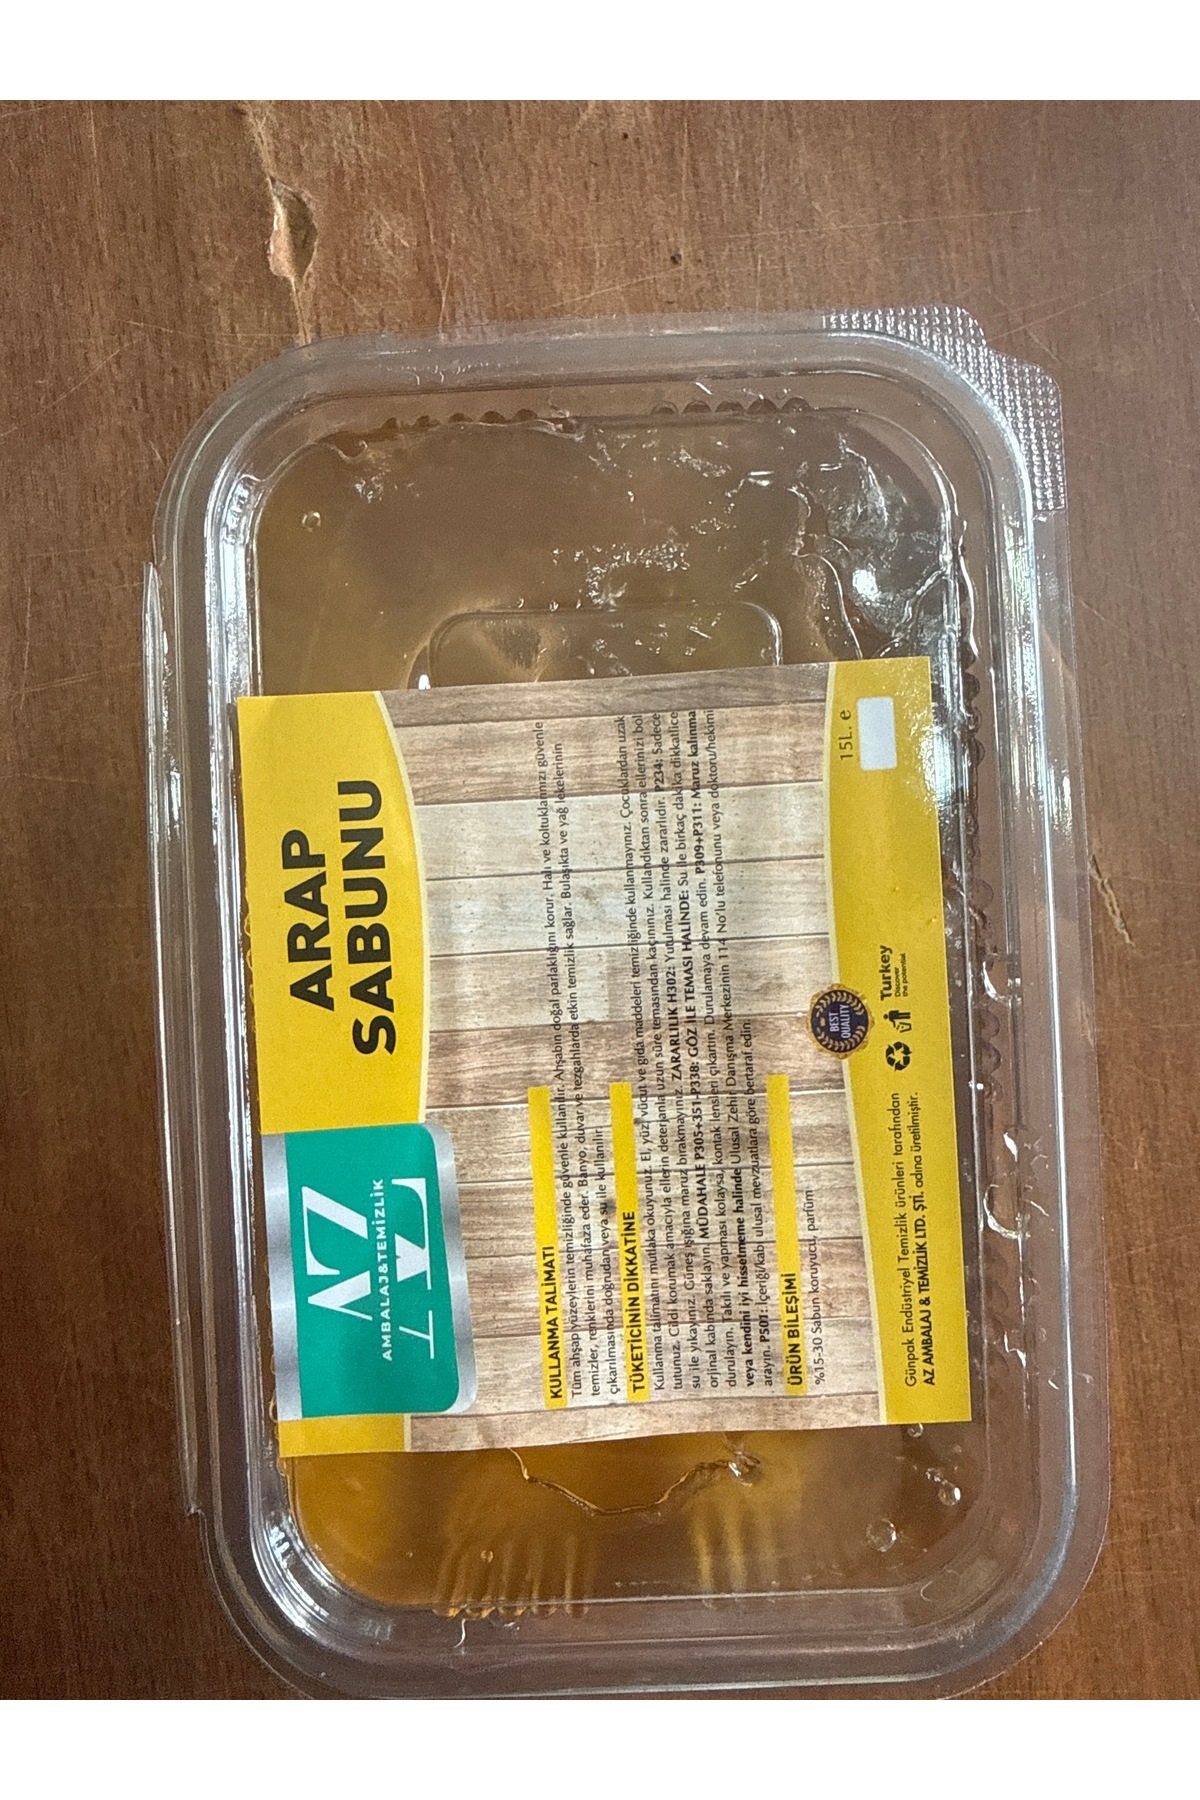 AZ
AMBALAJ&TEMİZLİK
ARAP
SABUNU
KULLANMA TALİMATI
Tüm ahşap yüzeylerin temizliğinde güvenle kullanılır. Ahşabın doğal parlaklığını korur. Halı ve koltuklarınızı güvenle
temizler, renklerini muhafaza eder. Banyo, duvar ve tezgahlarda etkin temizlik sağlar. Bulaşıkta ve yağ lekelerinin
çıkarılmasında doğrudan veya su ile kullanılır.
TÜKETİCİNİN DİKKATİNE
Kullanma talimatını mutlaka okuyunuz. El, yüz, vücut ve gıda maddeleri temizliğinde kullanmayınız. Çocuklardan uzak
tutunuz. Cildi korumak amacıyla ellerin deterjanla uzun süre temasından kaçınınız. Kullandıktan sonra ellerinizi bol
su ile yıkayınız. Güneş ışığına maruz bırakmayınız. ZARARLILIK H302: Yutulması halinde zararlıdır. P234: Sadece
orjinal kabında saklayın. MÜDAHALE P305+351-P338: GÖZ İLE TEMASI HALİNDE: Su ile birkaç dakika dikkatlice
durulayın. Takılı ve yapması kolaysa, kontak lensleri çıkartın. Durulamaya devam edin. P309+P311: Maruz kalınma
veya kendini iyi hissetmeme halinde Ulusal Zehir Danışma Merkezinin 114 No'lu telefonunu veya doktoru/hekimi
arayın. P501: İçeriği/kabı ulusal mevzuatlara göre bertaraf edin.
ÜRÜN BİLEŞİMİ
%15-30 Sabun koruyucu, parfüm
BEST
QUALITY
Günpak Endüstriyel Temizlik ürünleri tarafından
AZ AMBALAJ & TEMİZLİK LTD. ŞTİ. adına üretilmiştir.
Turkey
Discover
the potential
15L. e